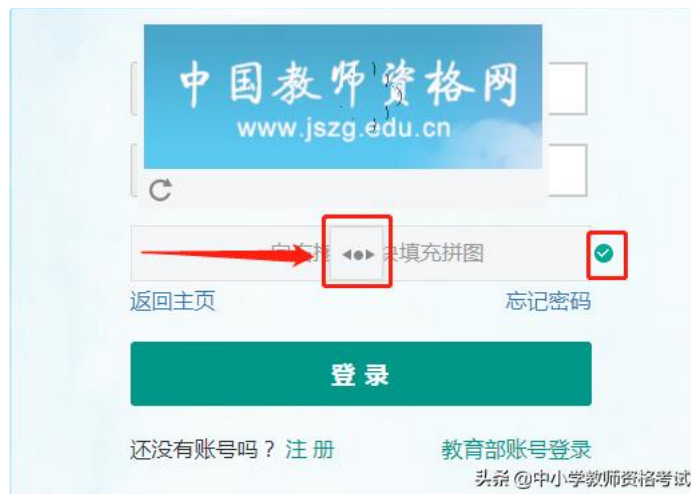 中国教师资格网
www.jszg.edu.cn
填充拼图
返回主页 忘记密码
登录
还没有账号吗？注册 教育部账号登录
头条@中小学教师资格考试